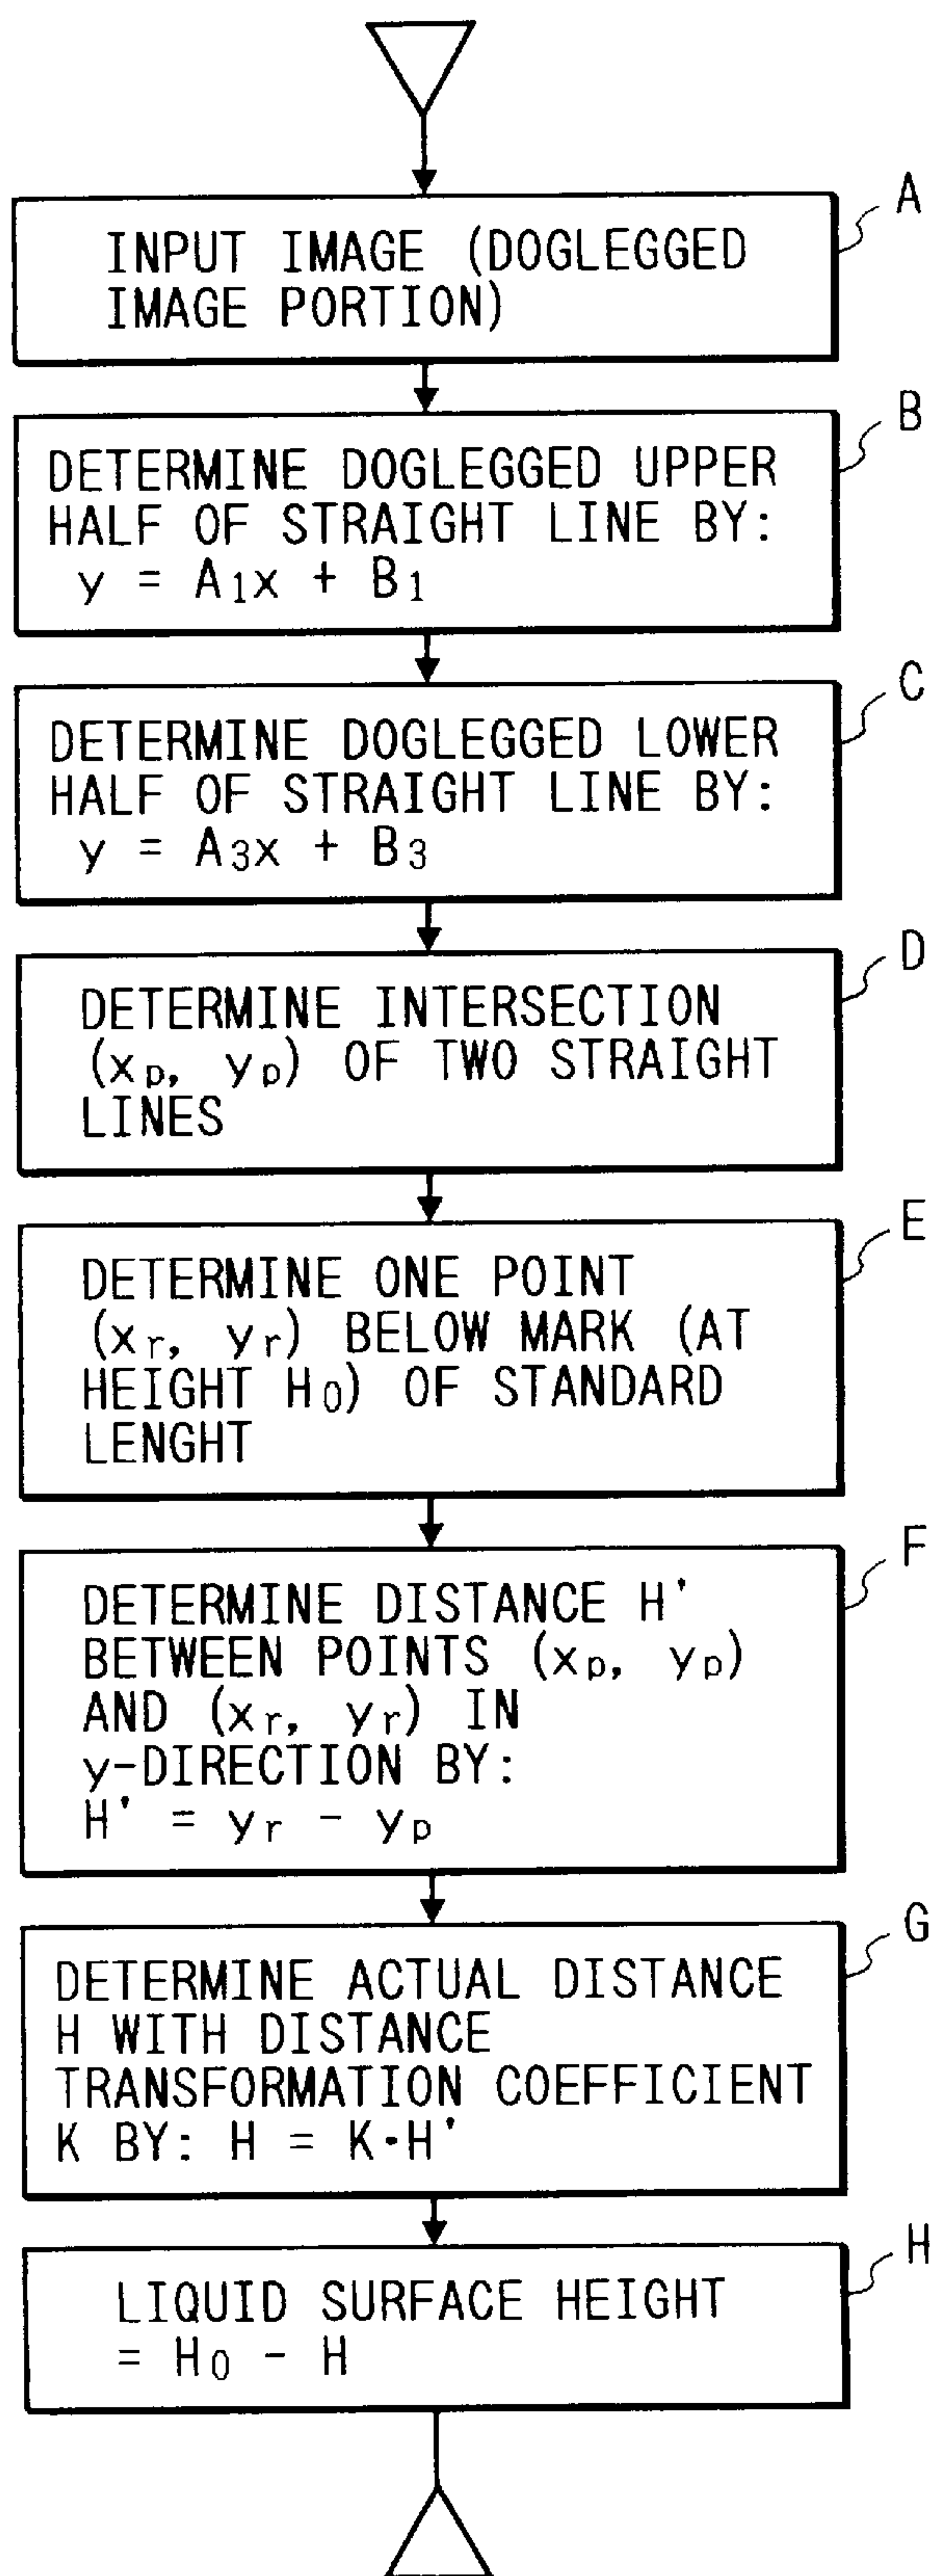 A
INPUT IMAGE (DOGLEGGED
IMAGE PORTION)
B
DETERMINE DOGLEGGED UPPER
HALF OF STRAIGHT LINE BY:
y = A₁x + B₁
C
DETERMINE DOGLEGGED LOWER
HALF OF STRAIGHT LINE BY:
y = A₃x + B₃
D
DETERMINE INTERSECTION
(xₚ, yₚ) OF TWO STRAIGHT
LINES
E
DETERMINE ONE POINT
(xᵣ, yᵣ) BELOW MARK (AT
HEIGHT H₀) OF STANDARD
LENGHT
F
DETERMINE DISTANCE H'
BETWEEN POINTS (xₚ, yₚ)
AND (xᵣ, yᵣ) IN
y-DIRECTION BY:
H' = yᵣ - yₚ
G
DETERMINE ACTUAL DISTANCE
H WITH DISTANCE
TRANSFORMATION COEFFICIENT
K BY: H = K·H'
H
LIQUID SURFACE HEIGHT
= H₀ - H